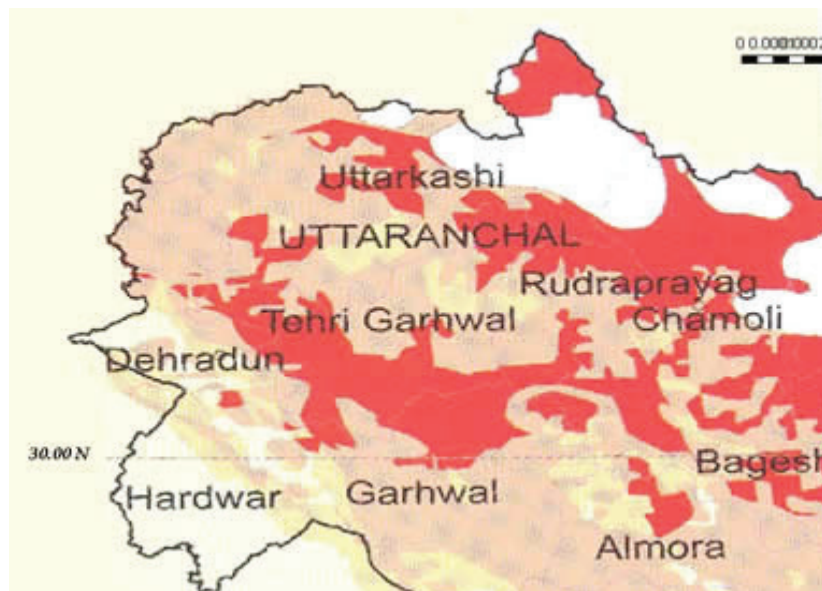 Uttarkashi
UTTARANCHAL
Rudraprayag
Tehri Garhwal
Chamoli
Dehradun
30.00 N
Bagesh
Hardwar
Garhwal
Almora